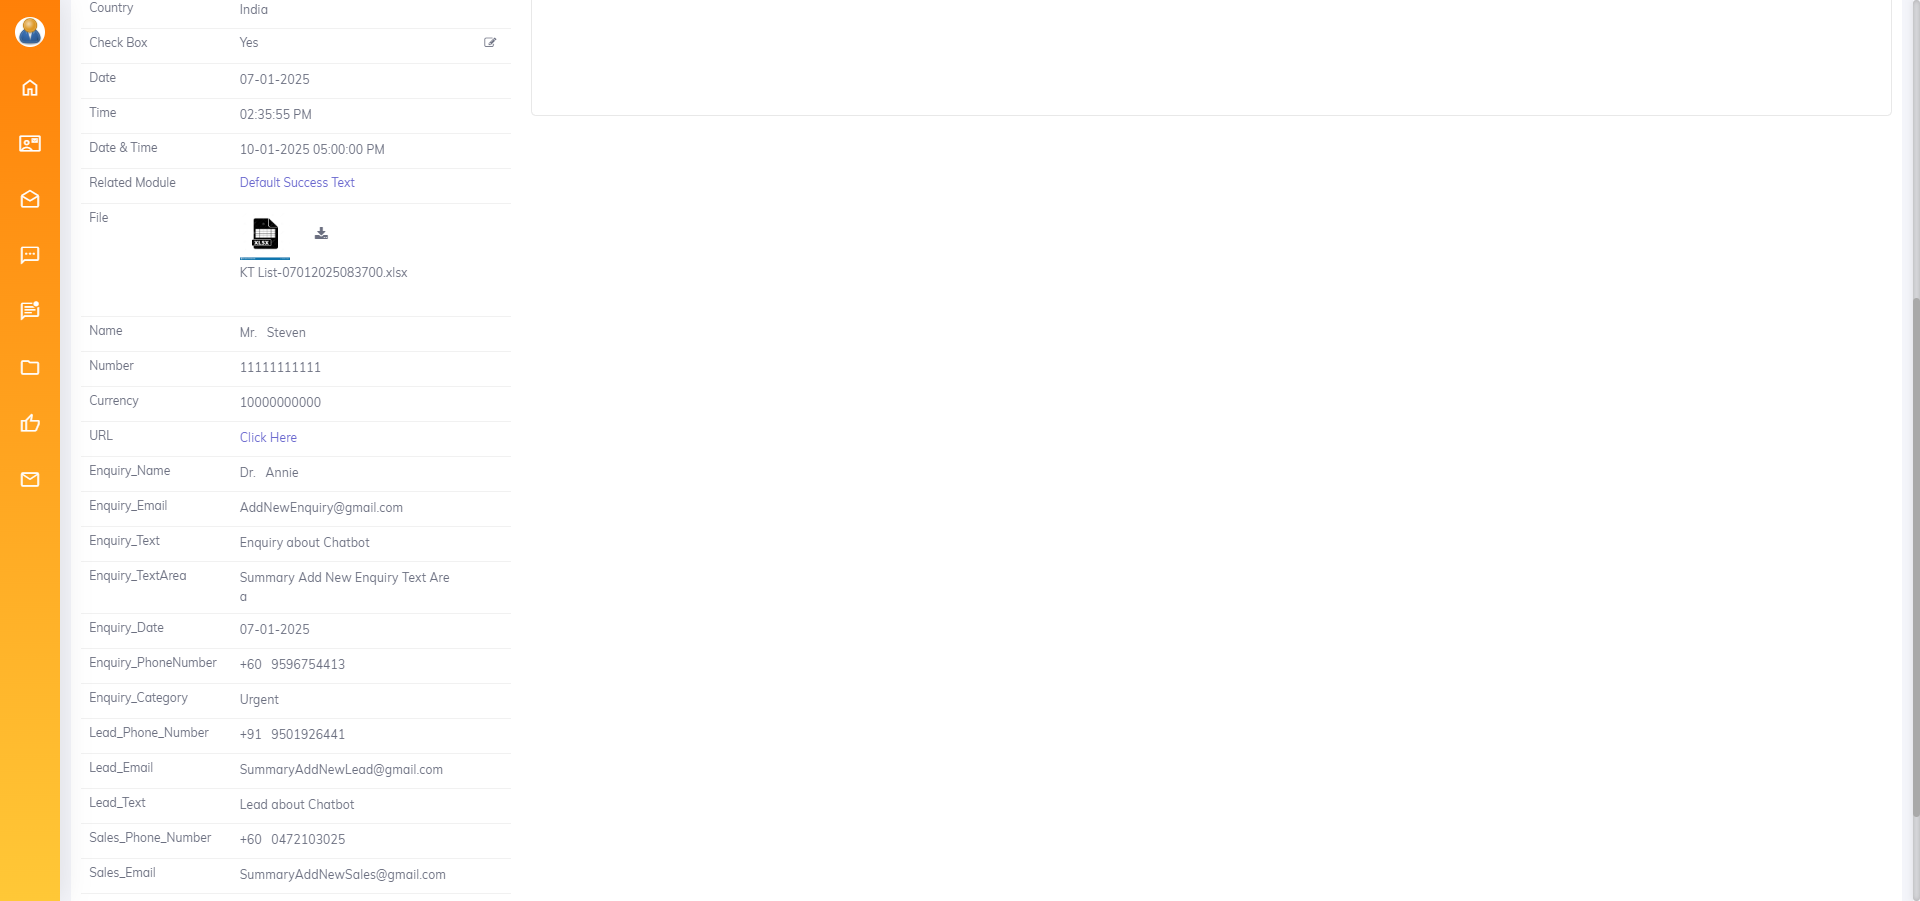 Country India
Check Box Yes
Date 07-01-2025
Time 02:35:55 PM
Date & Time 10-01-2025 05:00:00 PM
Related Module Default Success Text
File
XLSX
KT List-07012025083700.xlsx
Name Mr. Steven
Number 11111111111
Currency 10000000000
URL Click Here
Enquiry_Name Dr. Annie
Enquiry_Email AddNewEnquiry@gmail.com
Enquiry_Text Enquiry about Chatbot
Enquiry_TextArea Summary Add New Enquiry Text Are
a
Enquiry_Date 07-01-2025
Enquiry_PhoneNumber +60 9596754413
Enquiry_Category Urgent
Lead_Phone_Number +91 9501926441
Lead_Email SummaryAddNewLead@gmail.com
Lead_Text Lead about Chatbot
Sales_Phone_Number +60 0472103025
Sales_Email SummaryAddNewSales@gmail.com